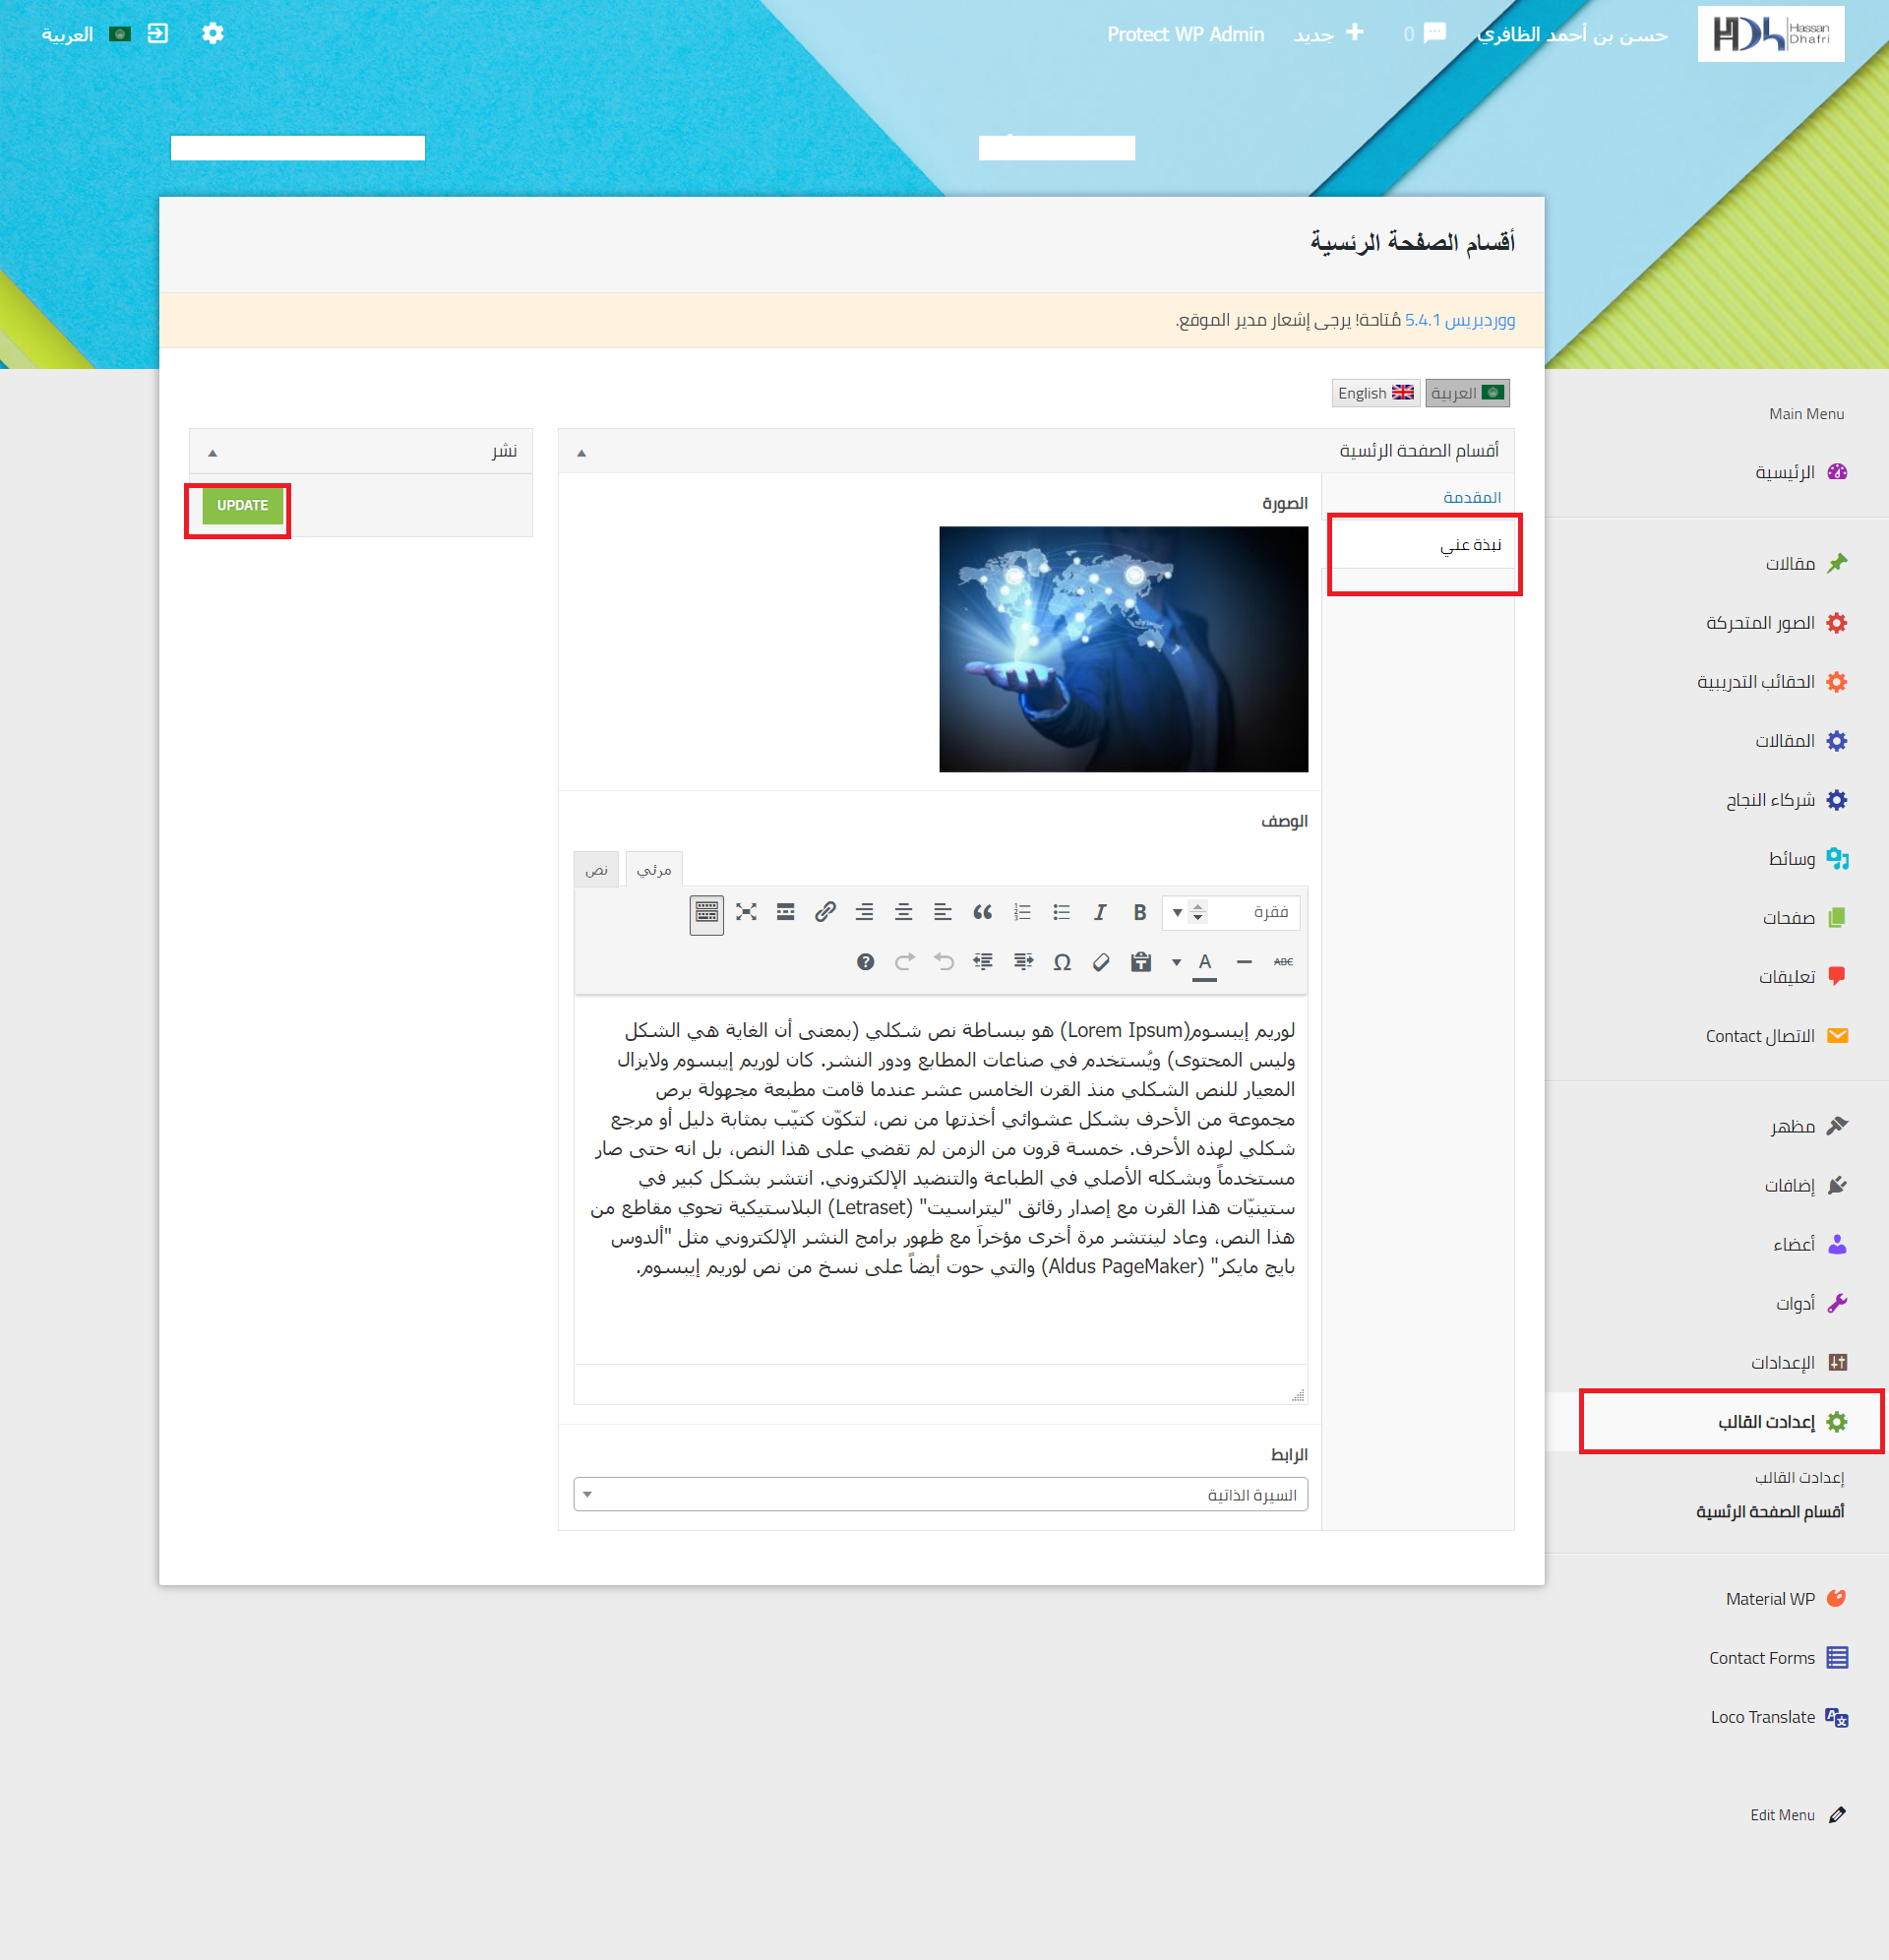 Hassan
Dhafri
حسن بن أحمد الظافري
0
جديد
Protect WP Admin
العربية
أقسام الصفحة الرئسية
ووردبريس 5.4.1 مُتاحة! يرجى إشعار مدير الموقع.
العربية
English
أقسام الصفحة الرئسية
المقدمة
نبذة عني
الصورة
الوصف
مرئي
نص
فقرة
B
I
A
ABC
Ω
لوريم إيبسوم(Lorem Ipsum) هو ببساطة نص شكلي (بمعنى أن الغاية هي الشكل
وليس المحتوى) ويُستخدم في صناعات المطابع ودور النشر. كان لوريم إيبسوم ولايزال
المعيار للنص الشكلي منذ القرن الخامس عشر عندما قامت مطبعة مجهولة برص
مجموعة من الأحرف بشكل عشوائي أخذتها من نص، لتكوّن كتيّب بمثابة دليل أو مرجع
شكلي لهذه الأحرف. خمسة قرون من الزمن لم تقضي على هذا النص، بل انه حتى صار
مستخدماً وبشكله الأصلي في الطباعة والتنضيد الإلكتروني. انتشر بشكل كبير في
ستينيّات هذا القرن مع إصدار رقائق "ليتراسيت" (Letraset) البلاستيكية تحوي مقاطع من
هذا النص، وعاد لينتشر مرة أخرى مؤخراَ مع ظهور برامج النشر الإلكتروني مثل "ألدوس
بايج مايكر" (Aldus PageMaker) والتي حوت أيضاً على نسخ من نص لوريم إيبسوم.
الرابط
السيرة الذاتية
نشر
UPDATE
Main Menu
الرئيسية
مقالات
الصور المتحركة
الحقائب التدريبية
المقالات
شركاء النجاح
وسائط
صفحات
تعليقات
الاتصال Contact
مظهر
إضافات
أعضاء
أدوات
الإعدادات
إعدادت القالب
إعدادت القالب
أقسام الصفحة الرئسية
Material WP
Contact Forms
Loco Translate
Edit Menu